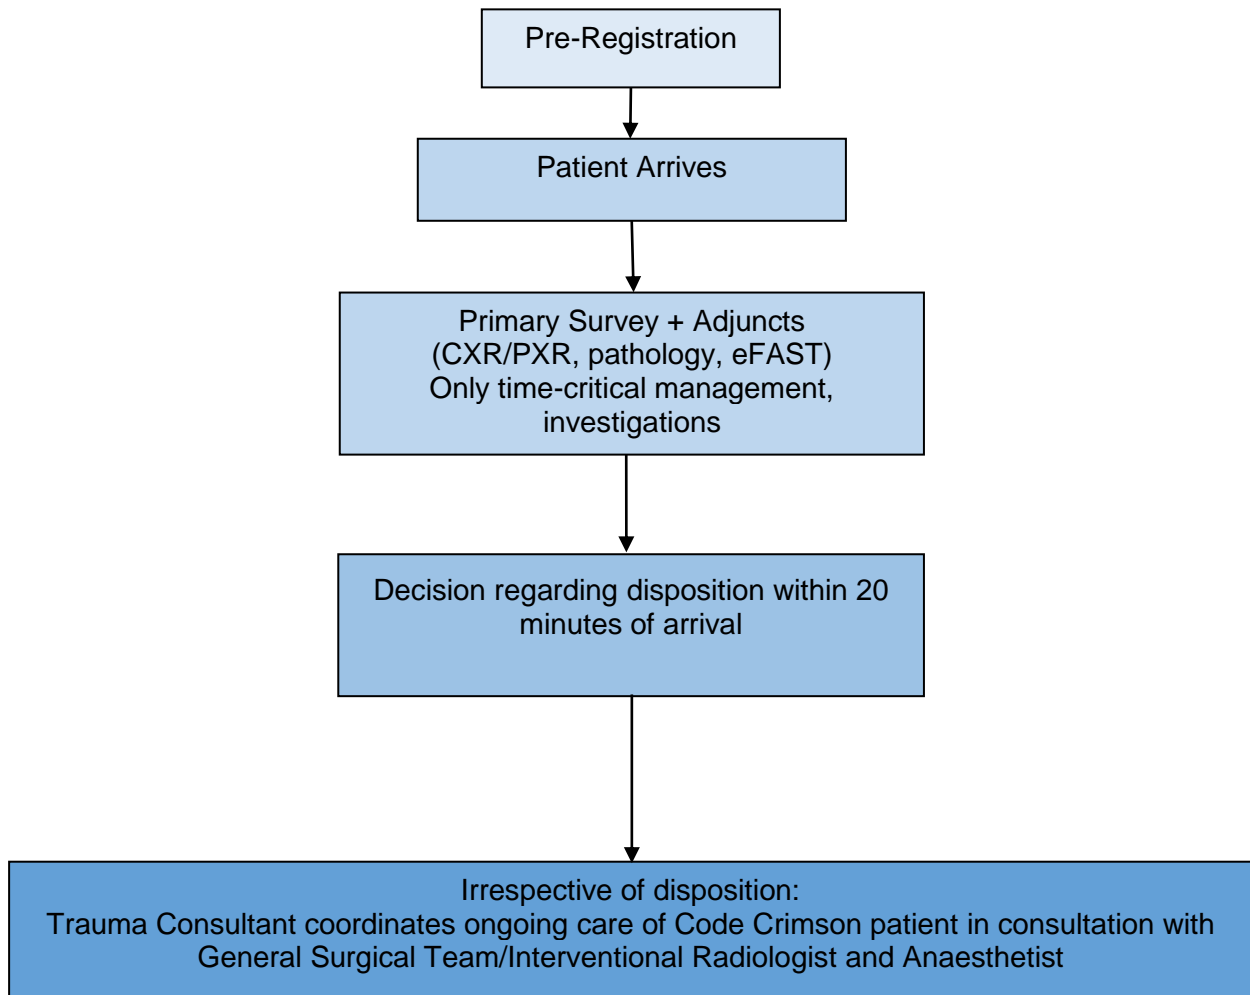 Pre-Registration
Patient Arrives
Primary Survey + Adjuncts
(CXR/PXR, pathology, eFAST)
Only time-critical management,
investigations
Decision regarding disposition within 20
minutes of arrival
Irrespective of disposition:
Trauma Consultant coordinates ongoing care of Code Crimson patient in consultation with
General Surgical Team/Interventional Radiologist and Anaesthetist